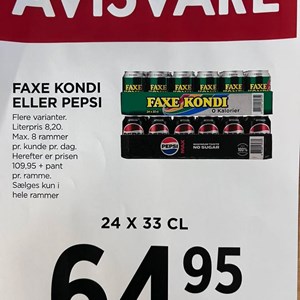 AVISVARE
FAXE KONDI
ELLER PEPSI
Flere varianter.
Literpris 8,20.
Max. 8 rammer
pr. kunde pr. dag.
Herefter er prisen
109,95 + pant
pr. ramme.
Sælges kun i
hele rammer
FAXE KONDI
0 Kalorier
PEPSI
NO SUGAR
24 X 33 CL
64 95